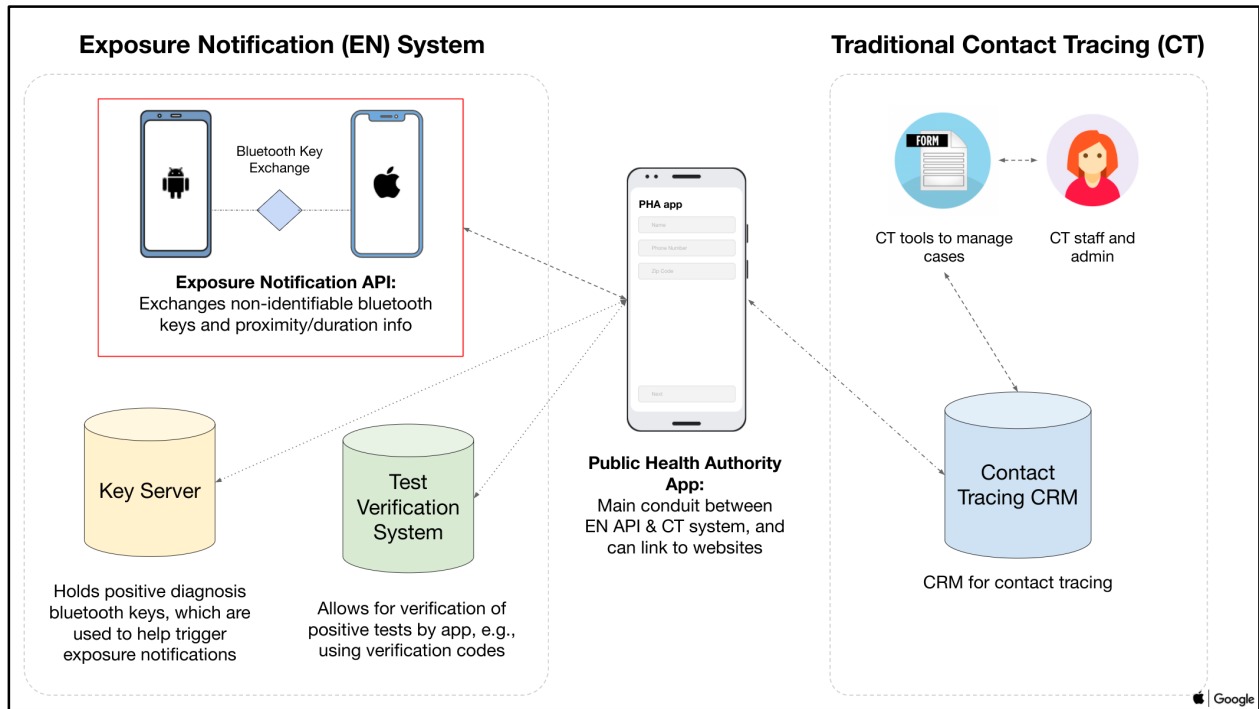 Exposure Notification (EN) System
Traditional Contact Tracing (CT)
Bluetooth Key
Exchange
Exposure Notification API:
Exchanges non-identifiable bluetooth
keys and proximity/duration info
Key Server
Holds positive diagnosis
bluetooth keys, which are
used to help trigger
exposure notifications
Test
Verification
System
Allows for verification of
positive tests by app, e.g.,
using verification codes
PHA app
Name
Phone Number
Zip Code
Next
Public Health Authority
App:
Main conduit between
EN API & CT system, and
can link to websites
FORM
CT tools to manage
cases
CT staff and
admin
Contact
Tracing CRM
CRM for contact tracing
| Google